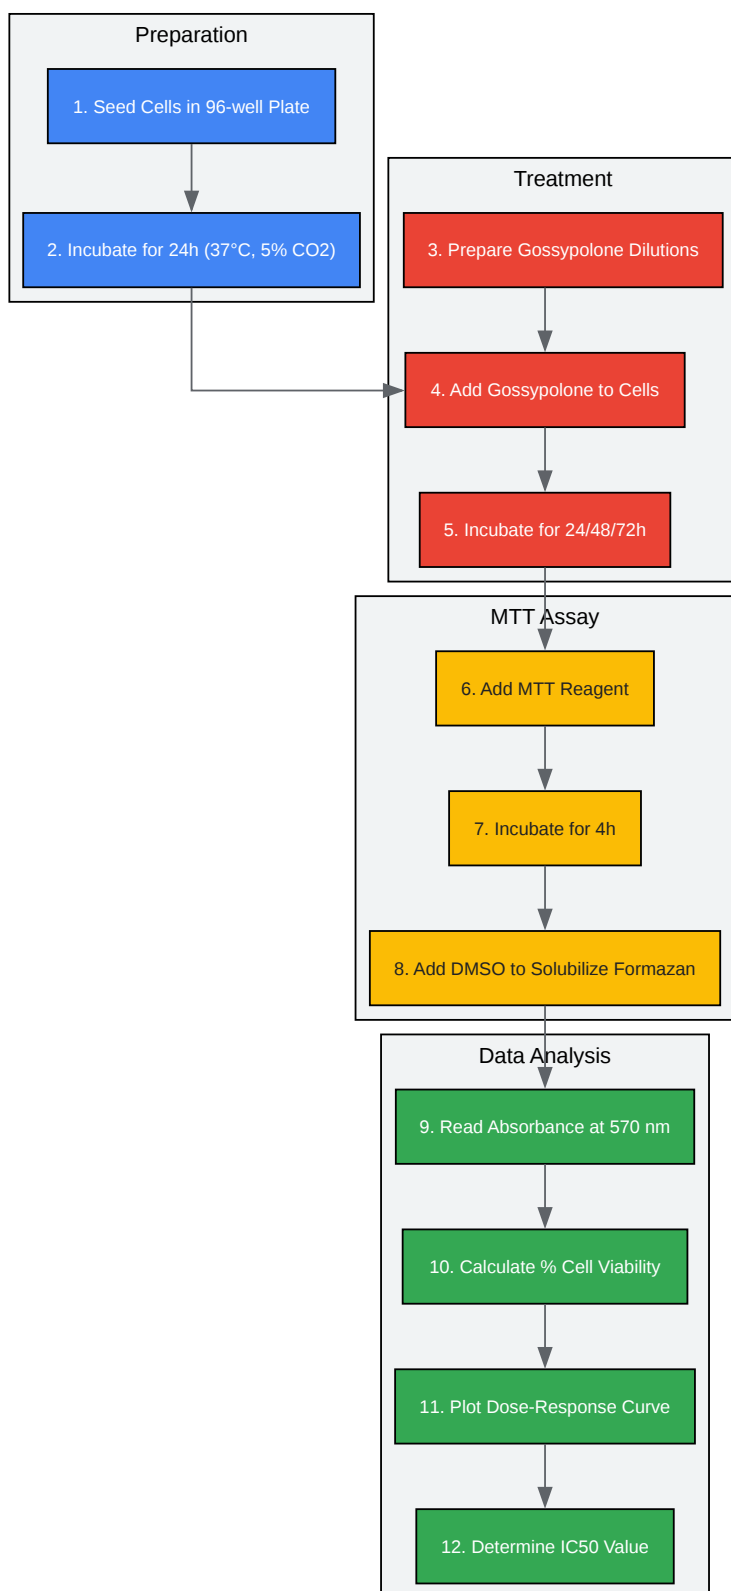 Preparation
1. Seed Cells in 96-well Plate
2. Incubate for 24h (37°C, 5% CO2)
Treatment
3. Prepare Gossypolone Dilutions
4. Add Gossypolone to Cells
5. Incubate for 24/48/72h
MTT Assay
6. Add MTT Reagent
7. Incubate for 4h
8. Add DMSO to Solubilize Formazan
Data Analysis
9. Read Absorbance at 570 nm
10. Calculate % Cell Viability
11. Plot Dose-Response Curve
12. Determine IC50 Value